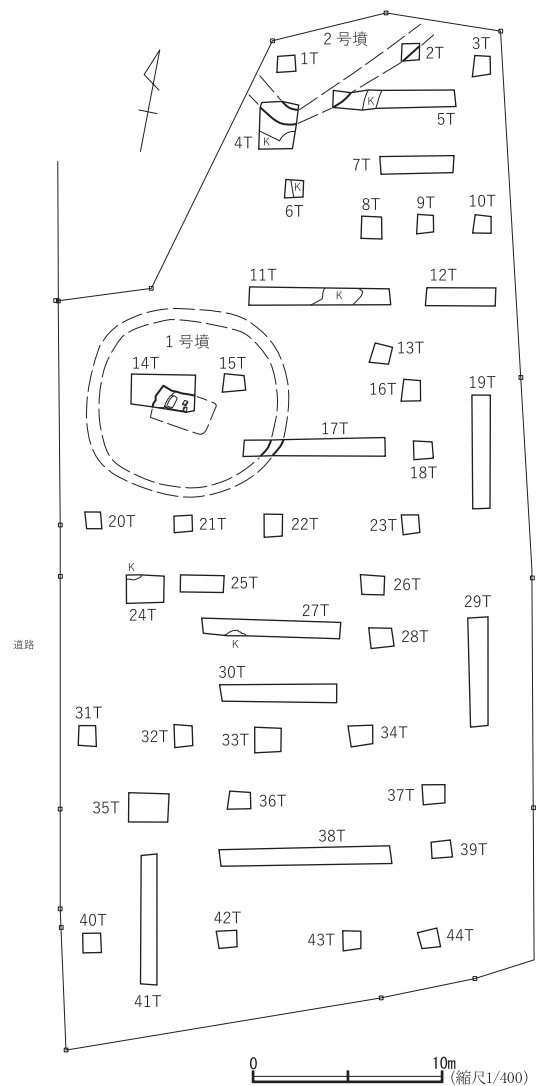 2 号墳
1T
2T
3T
K
5T
4T
K
7T
K
6T
8T
9T
10T
11T
12T
K
1 号墳
13T
14T
15T
16T
19T
17T
18T
20T
21T
22T
23T
K
25T
26T
24T
27T
29T
28T
K
道路
30T
31T
32T
33T
34T
35T
36T
37T
38T
39T
40T
42T
43T
44T
41T
0
10m
(縮尺1/400)